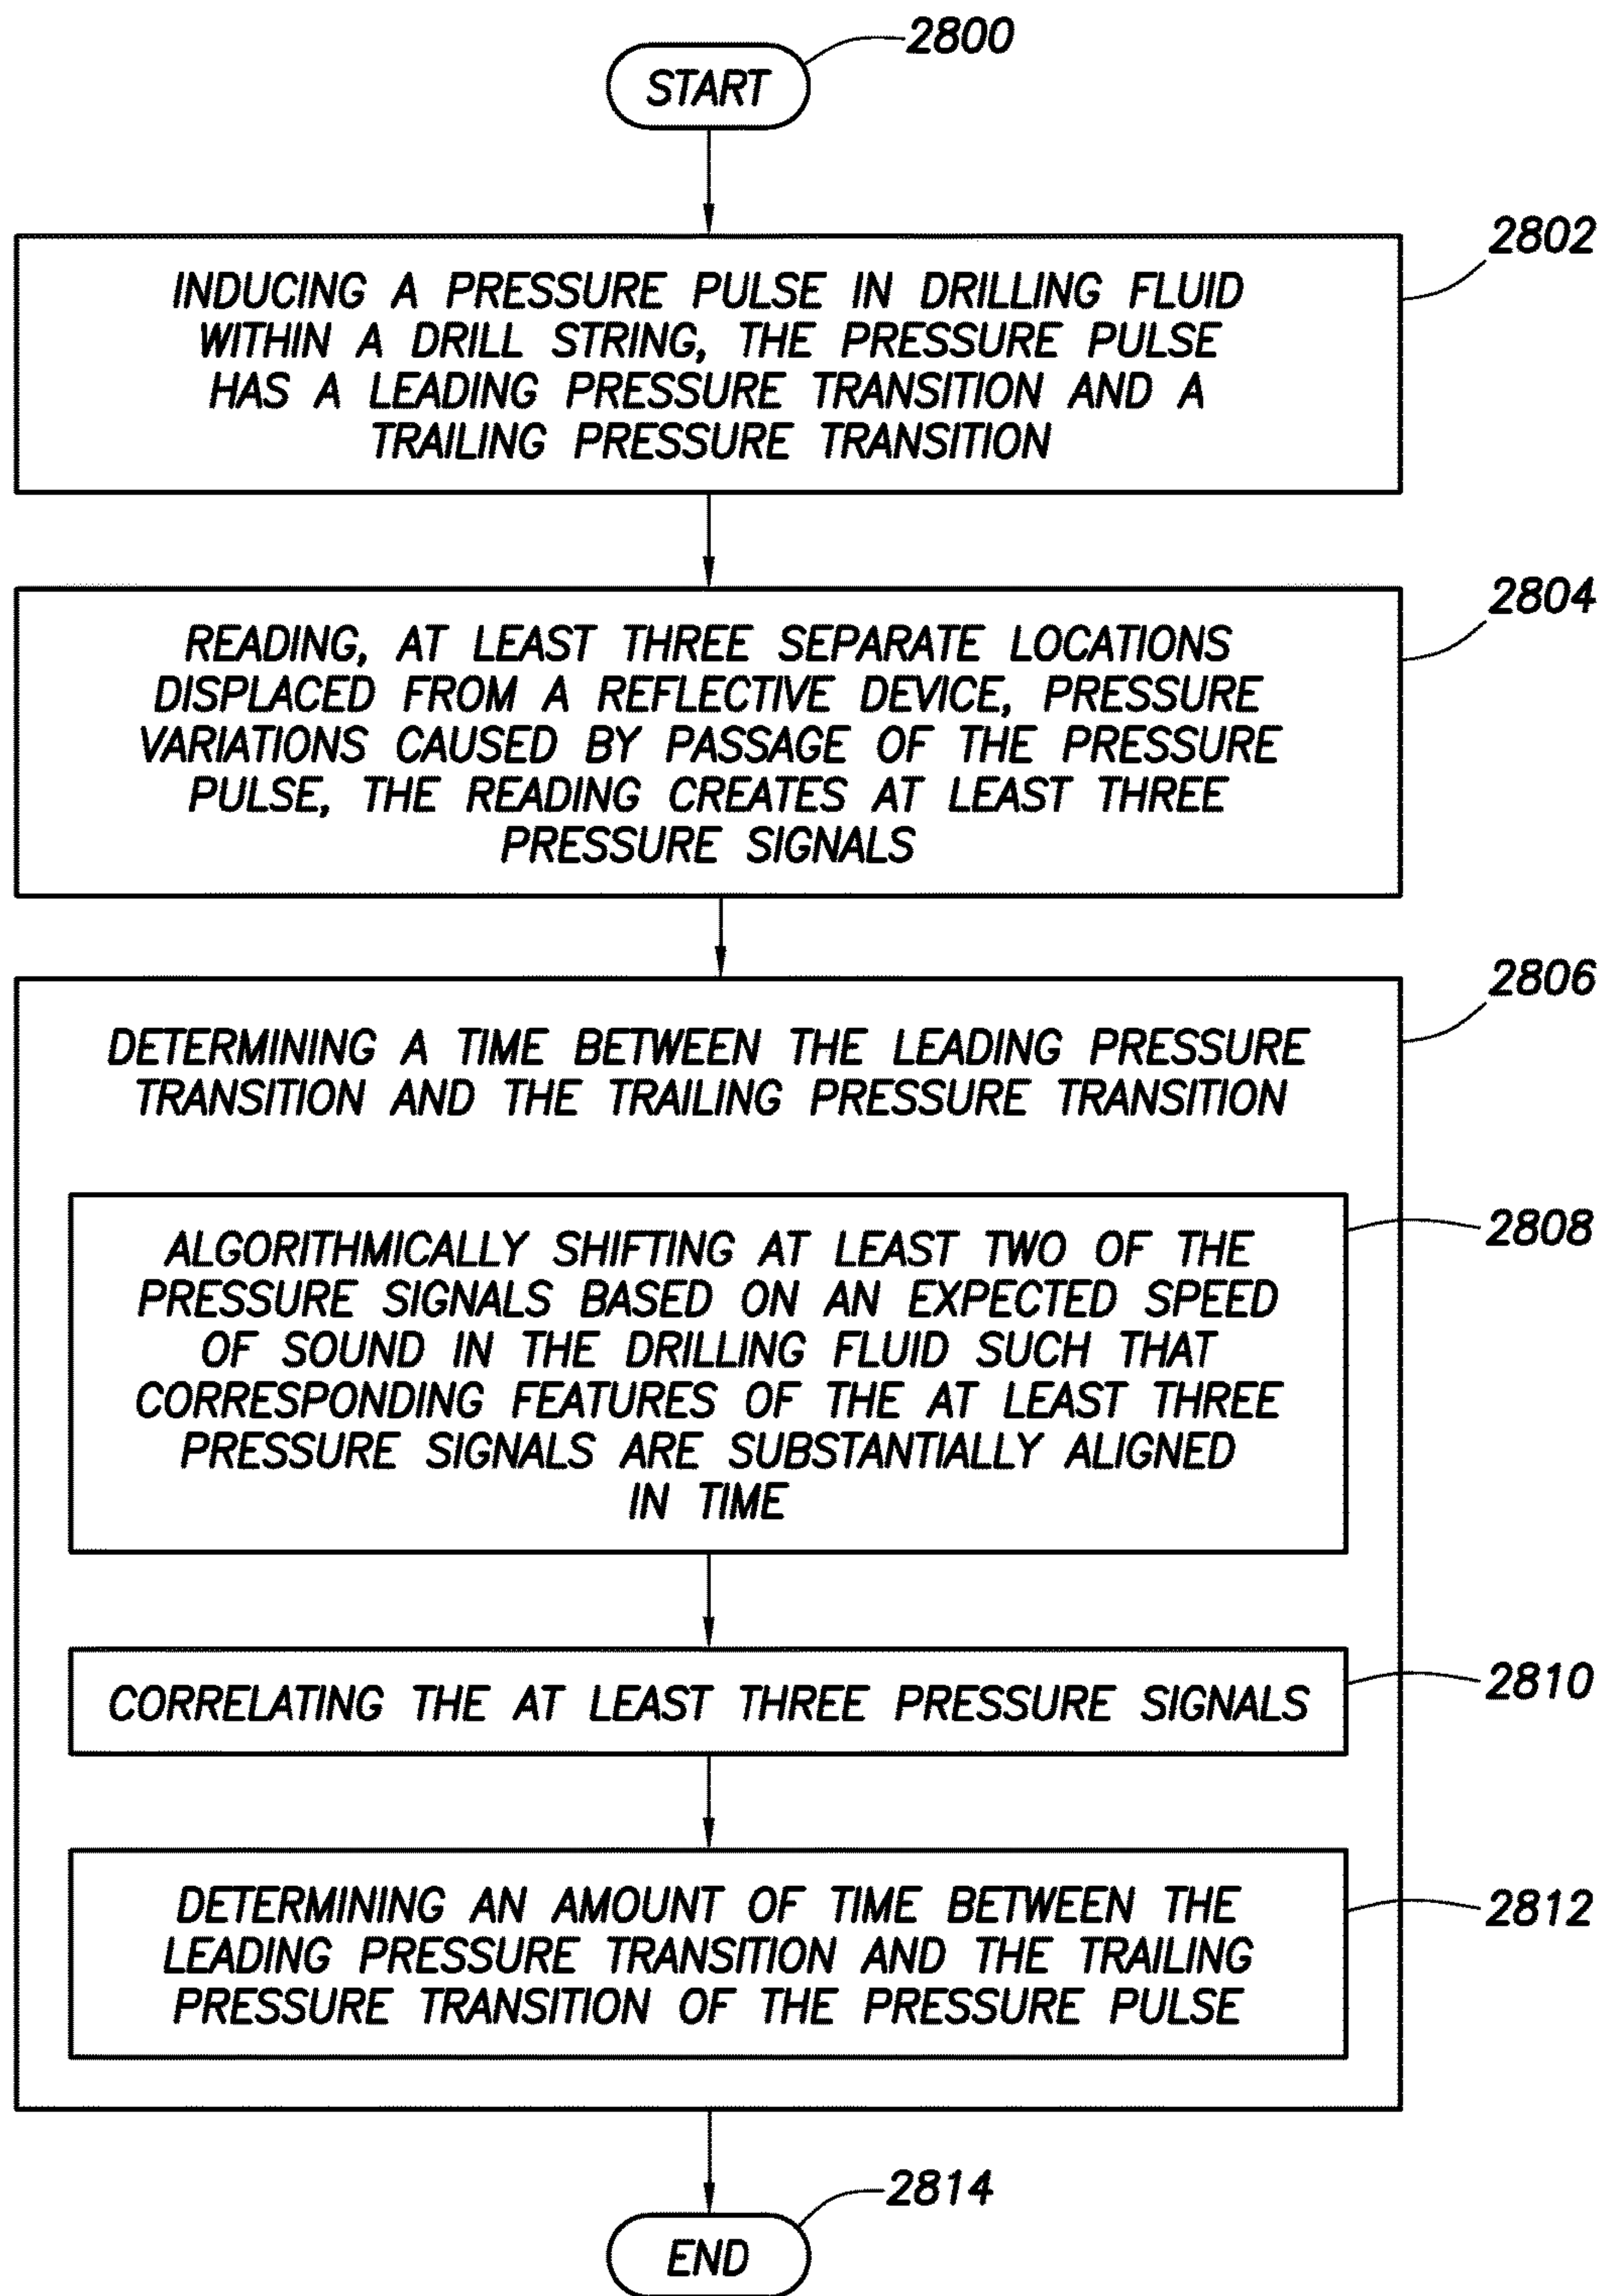 2800
START
2802
INDUCING A PRESSURE PULSE IN DRILLING FLUID
WITHIN A DRILL STRING, THE PRESSURE PULSE
HAS A LEADING PRESSURE TRANSITION AND A
TRAILING PRESSURE TRANSITION
2804
READING, AT LEAST THREE SEPARATE LOCATIONS
DISPLACED FROM A REFLECTIVE DEVICE, PRESSURE
VARIATIONS CAUSED BY PASSAGE OF THE PRESSURE
PULSE, THE READING CREATES AT LEAST THREE
PRESSURE SIGNALS
2806
DETERMINING A TIME BETWEEN THE LEADING PRESSURE
TRANSITION AND THE TRAILING PRESSURE TRANSITION
2808
ALGORITHMICALLY SHIFTING AT LEAST TWO OF THE
PRESSURE SIGNALS BASED ON AN EXPECTED SPEED
OF SOUND IN THE DRILLING FLUID SUCH THAT
CORRESPONDING FEATURES OF THE AT LEAST THREE
PRESSURE SIGNALS ARE SUBSTANTIALLY ALIGNED
IN TIME
2810
CORRELATING THE AT LEAST THREE PRESSURE SIGNALS
2812
DETERMINING AN AMOUNT OF TIME BETWEEN THE
LEADING PRESSURE TRANSITION AND THE TRAILING
PRESSURE TRANSITION OF THE PRESSURE PULSE
2814
END